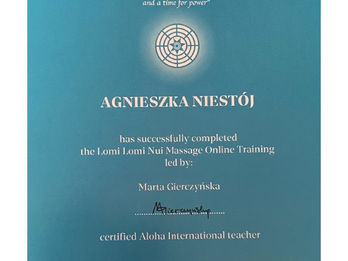 and a time for power"
AGNIESZKA NIESTÓJ
has successfully completed
the Lomi Lomi Nui Massage Online Training
led by:
Marta Gierczyńska
certified Aloha International teacher